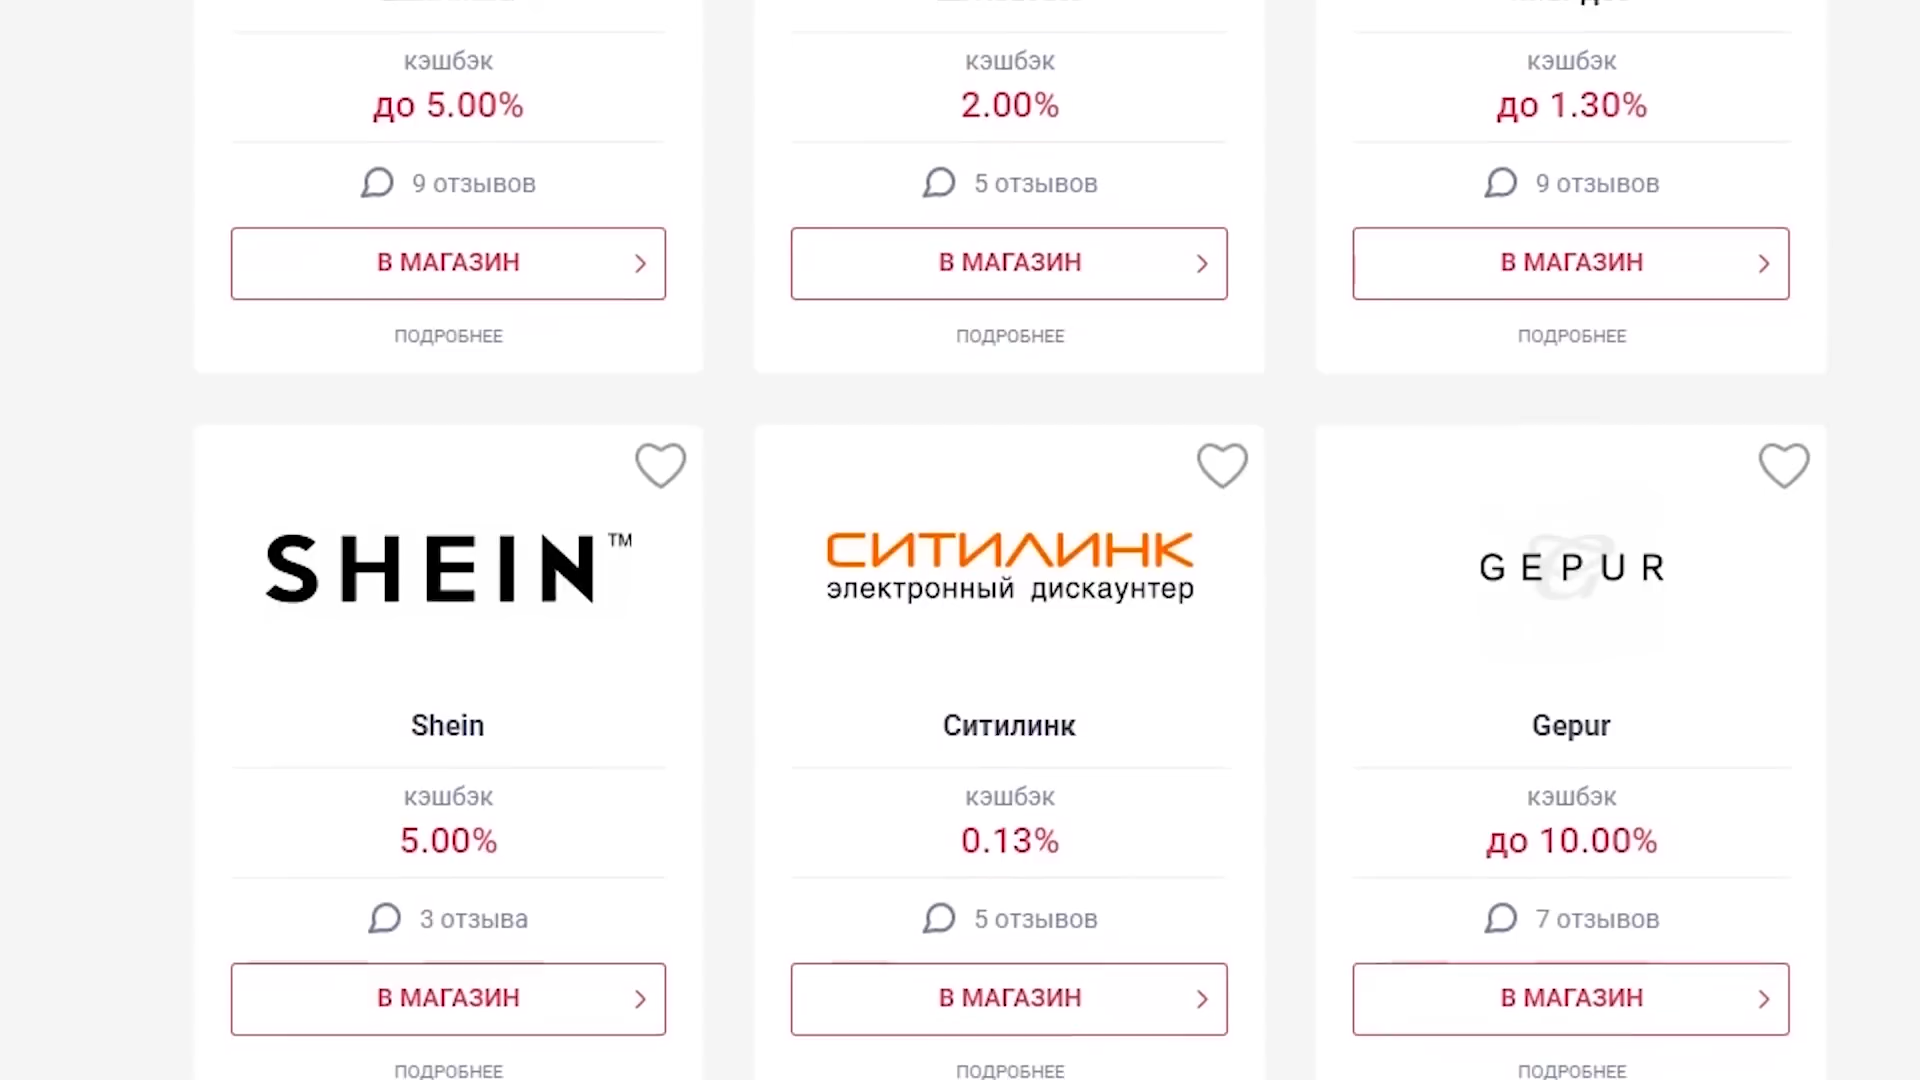 кэшбэк
до 5.00%
9 отзывов
В МАГАЗИН
ПОДРОБНЕЕ
кэшбэк
2.00%
5 отзывов
В МАГАЗИН
ПОДРОБНЕЕ
кэшбэк
до 1.30%
9 отзывов
В МАГАЗИН
ПОДРОБНЕЕ
SHEIN™
Shein
кэшбэк
5.00%
3 отзыва
В МАГАЗИН
ПОДРОБНЕЕ
СИТИЛИНК
электронный дискаунтер
Ситилинк
кэшбэк
0.13%
5 отзывов
В МАГАЗИН
ПОДРОБНЕЕ
GEPUR
Gepur
кэшбэк
до 10.00%
7 отзывов
В МАГАЗИН
ПОДРОБНЕЕ